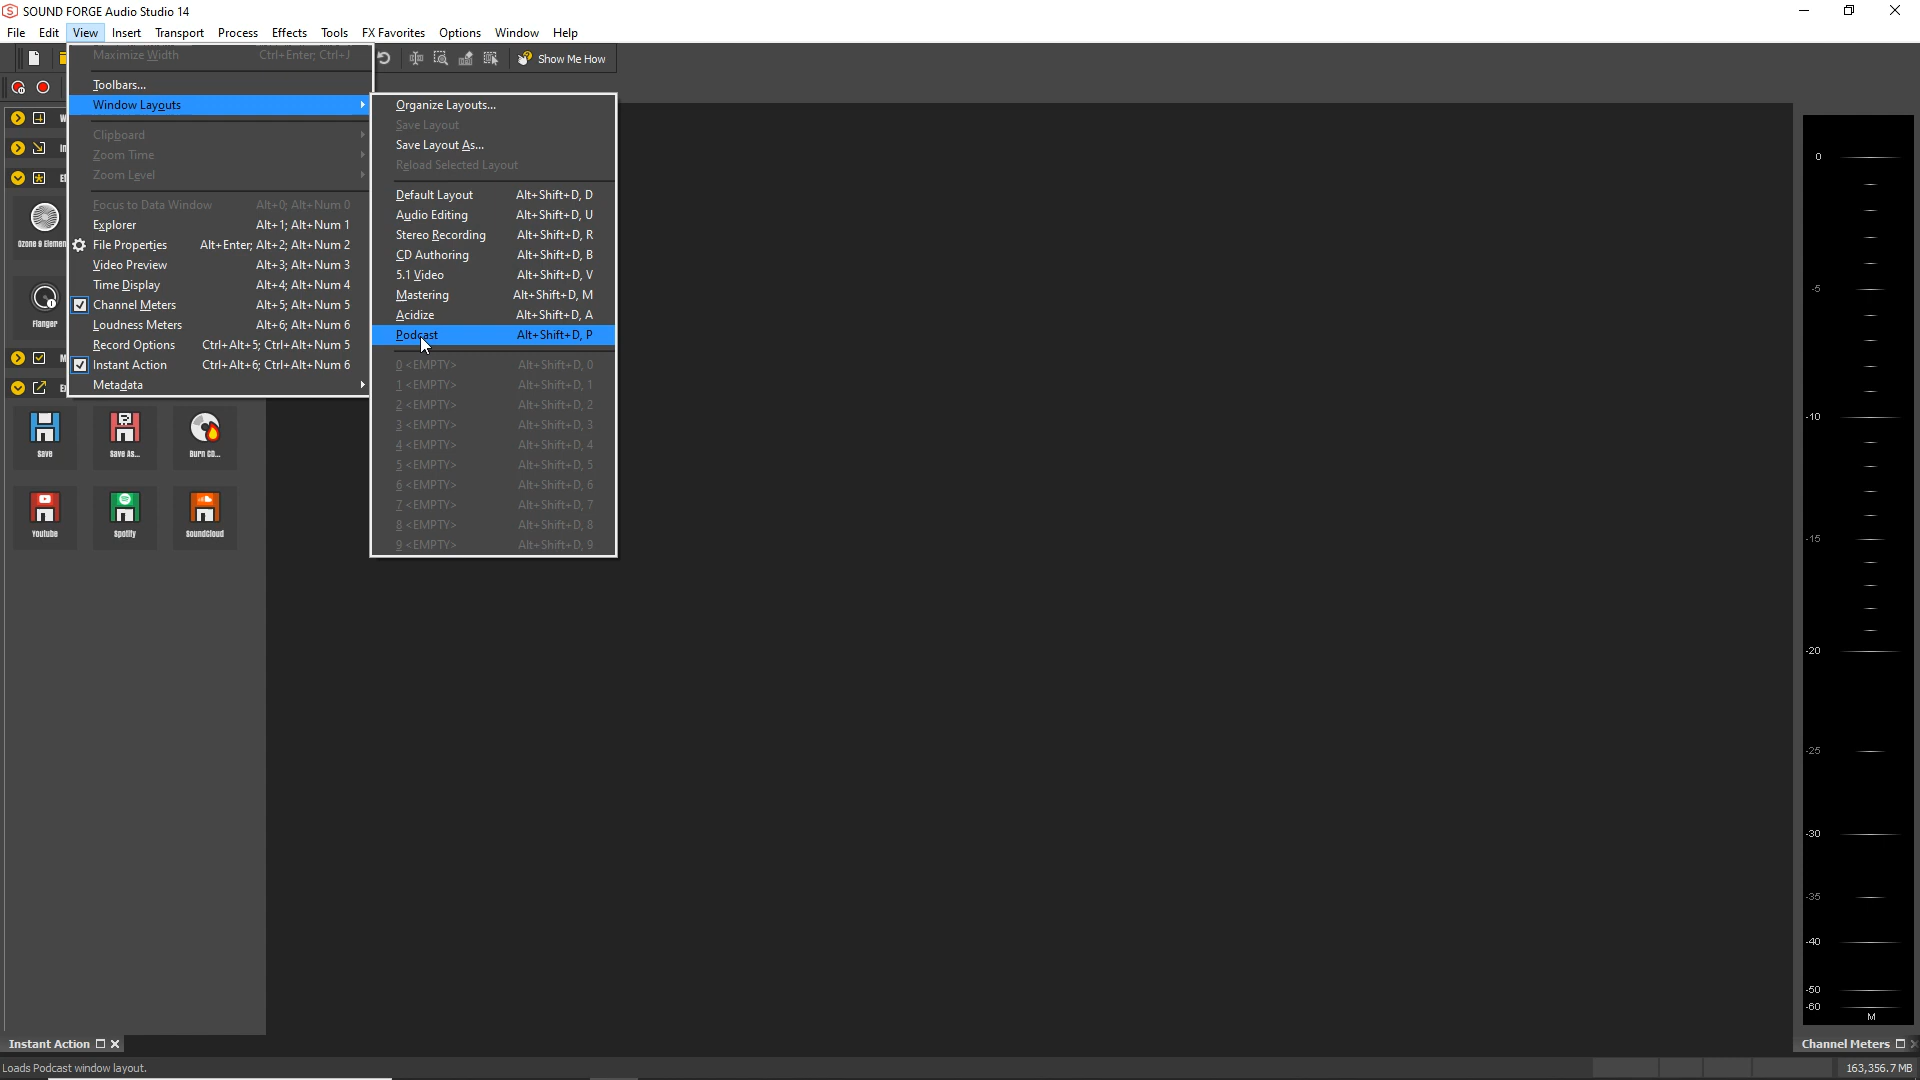 SOUND FORGE Audio Studio 14
File Edit View Insert Transport Process Effects Tools FX Favorites Options Window Help
Maximize Width Ctrl+Enter; Ctrl+J
Show Me How
Toolbars...
Window Layouts
Clipboard
Zoom Time
Zoom Level
Focus to Data Window Alt+0; Alt+Num 0
Explorer Alt+1; Alt+Num 1
File Properties Alt+Enter; Alt+2; Alt+Num 2
Video Preview Alt+3; Alt+Num 3
Time Display Alt+4; Alt+Num 4
Channel Meters Alt+5; Alt+Num 5
Loudness Meters Alt+6; Alt+Num 6
Record Options Ctrl+Alt+5; Ctrl+Alt+Num 5
Instant Action Ctrl+Alt+6; Ctrl+Alt+Num 6
Metadata
Organize Layouts...
Save Layout
Save Layout As...
Reload Selected Layout
Default Layout Alt+Shift+D, D
Audio Editing Alt+Shift+D, U
Stereo Recording Alt+Shift+D, R
CD Authoring Alt+Shift+D, B
5.1 Video Alt+Shift+D, V
Mastering Alt+Shift+D, M
Acidize Alt+Shift+D, A
Podcast Alt+Shift+D, P
0 <EMPTY> Alt+Shift+D, 0
1 <EMPTY> Alt+Shift+D, 1
2 <EMPTY> Alt+Shift+D, 2
3 <EMPTY> Alt+Shift+D, 3
4 <EMPTY> Alt+Shift+D, 4
5 <EMPTY> Alt+Shift+D, 5
6 <EMPTY> Alt+Shift+D, 6
7 <EMPTY> Alt+Shift+D, 7
8 <EMPTY> Alt+Shift+D, 8
9 <EMPTY> Alt+Shift+D, 9
Flanger
Save Save As... Burn CD...
Youtube Spotify SoundCloud
0
-5
-10
-15
-20
-25
-30
-35
-40
-50
-60
M
Instant Action
Channel Meters
Loads Podcast window layout.
163,356.7 MB